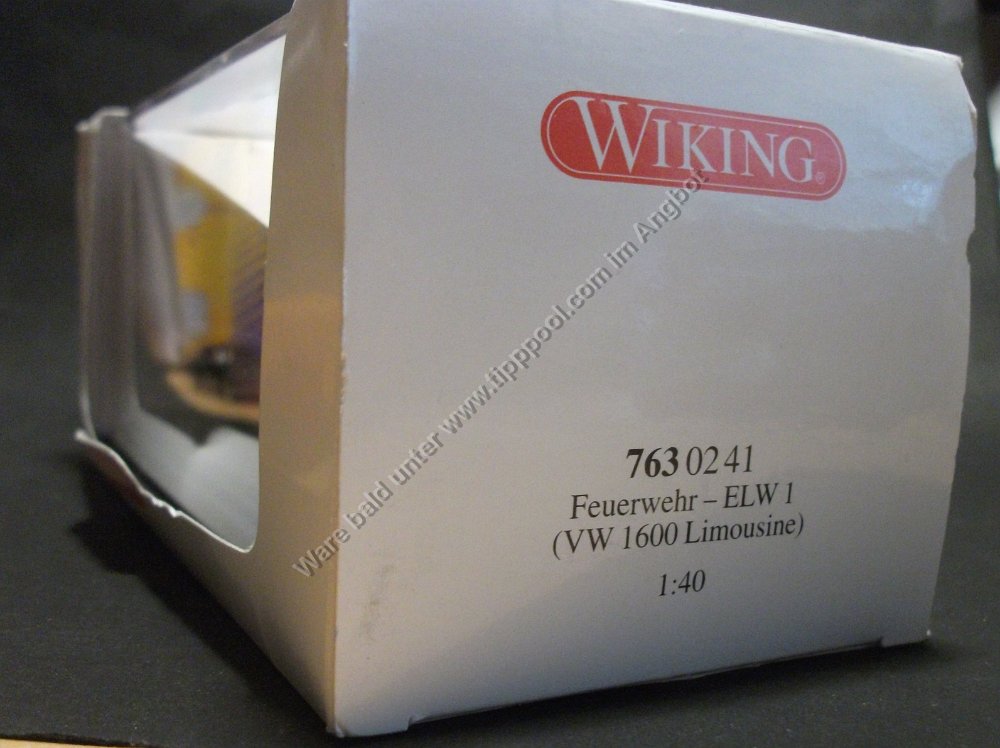 WIKING
Ware bald unter www.tipppool.com im Angbot
763 02 41
Feuerwehr – ELW 1
(VW 1600 Limousine)
1:40